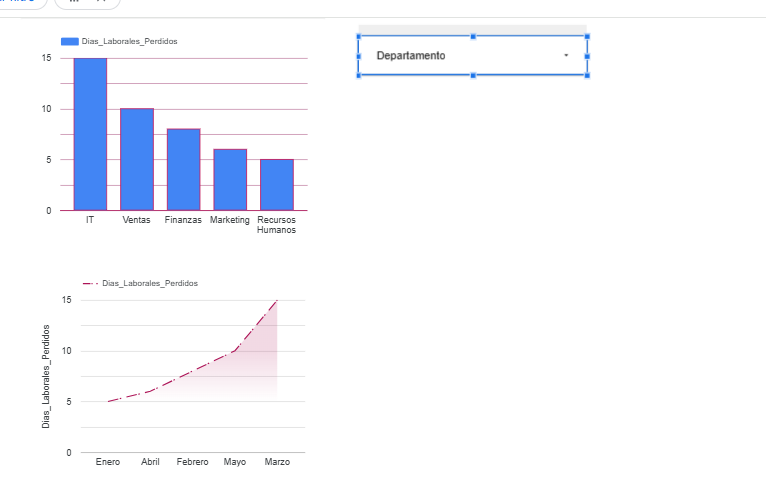 Dias_Laborales_Perdidos
15
10
5
0
IT
Ventas
Finanzas
Marketing
Recursos
Humanos
Departamento
Dias_Laborales_Perdidos
Dias_Laborales_Perdidos
15
10
5
0
Enero
Abril
Febrero
Mayo
Marzo